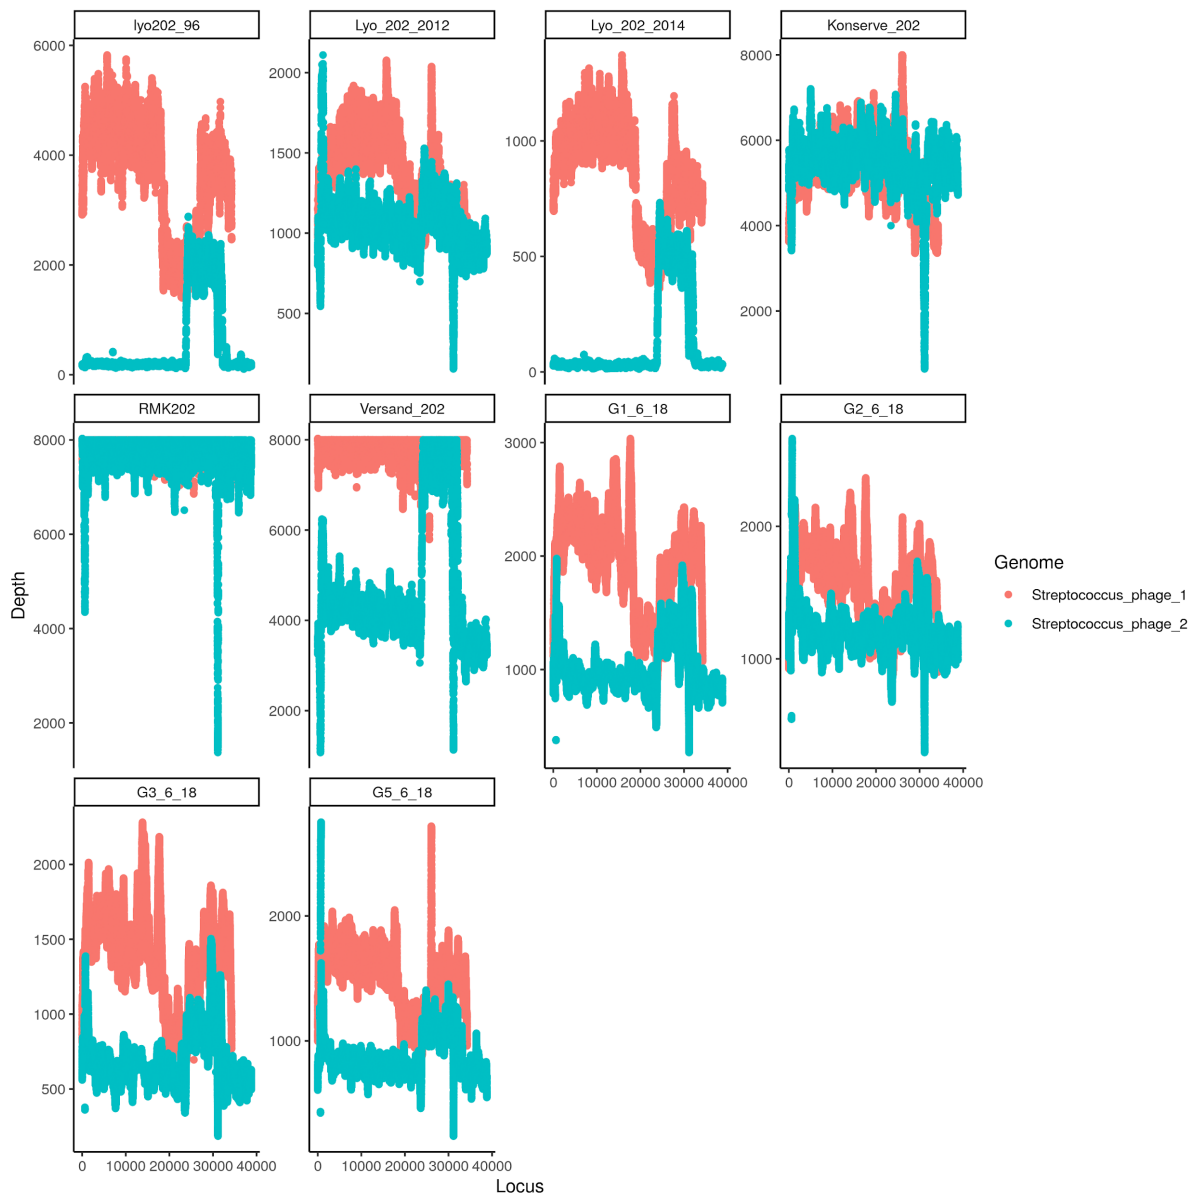 lyo202_96 Lyo_202_2012 Lyo_202_2014 Konserve_202
6000
4000
2000
0
2000
1500
1000
500
1000
500
0
8000
6000
4000
2000
RMK202 Versand_202 G1_6_18 G2_6_18
8000
6000
4000
2000
8000
6000
4000
2000
3000
2000
1000
2000
1000
0 10000 20000 30000 40000
0 10000 20000 30000 40000
G3_6_18 G5_6_18
2000
1500
1000
500
2000
1000
0 10000 20000 30000 40000
0 10000 20000 30000 40000
Depth
Locus
Genome
Streptococcus_phage_1
Streptococcus_phage_2